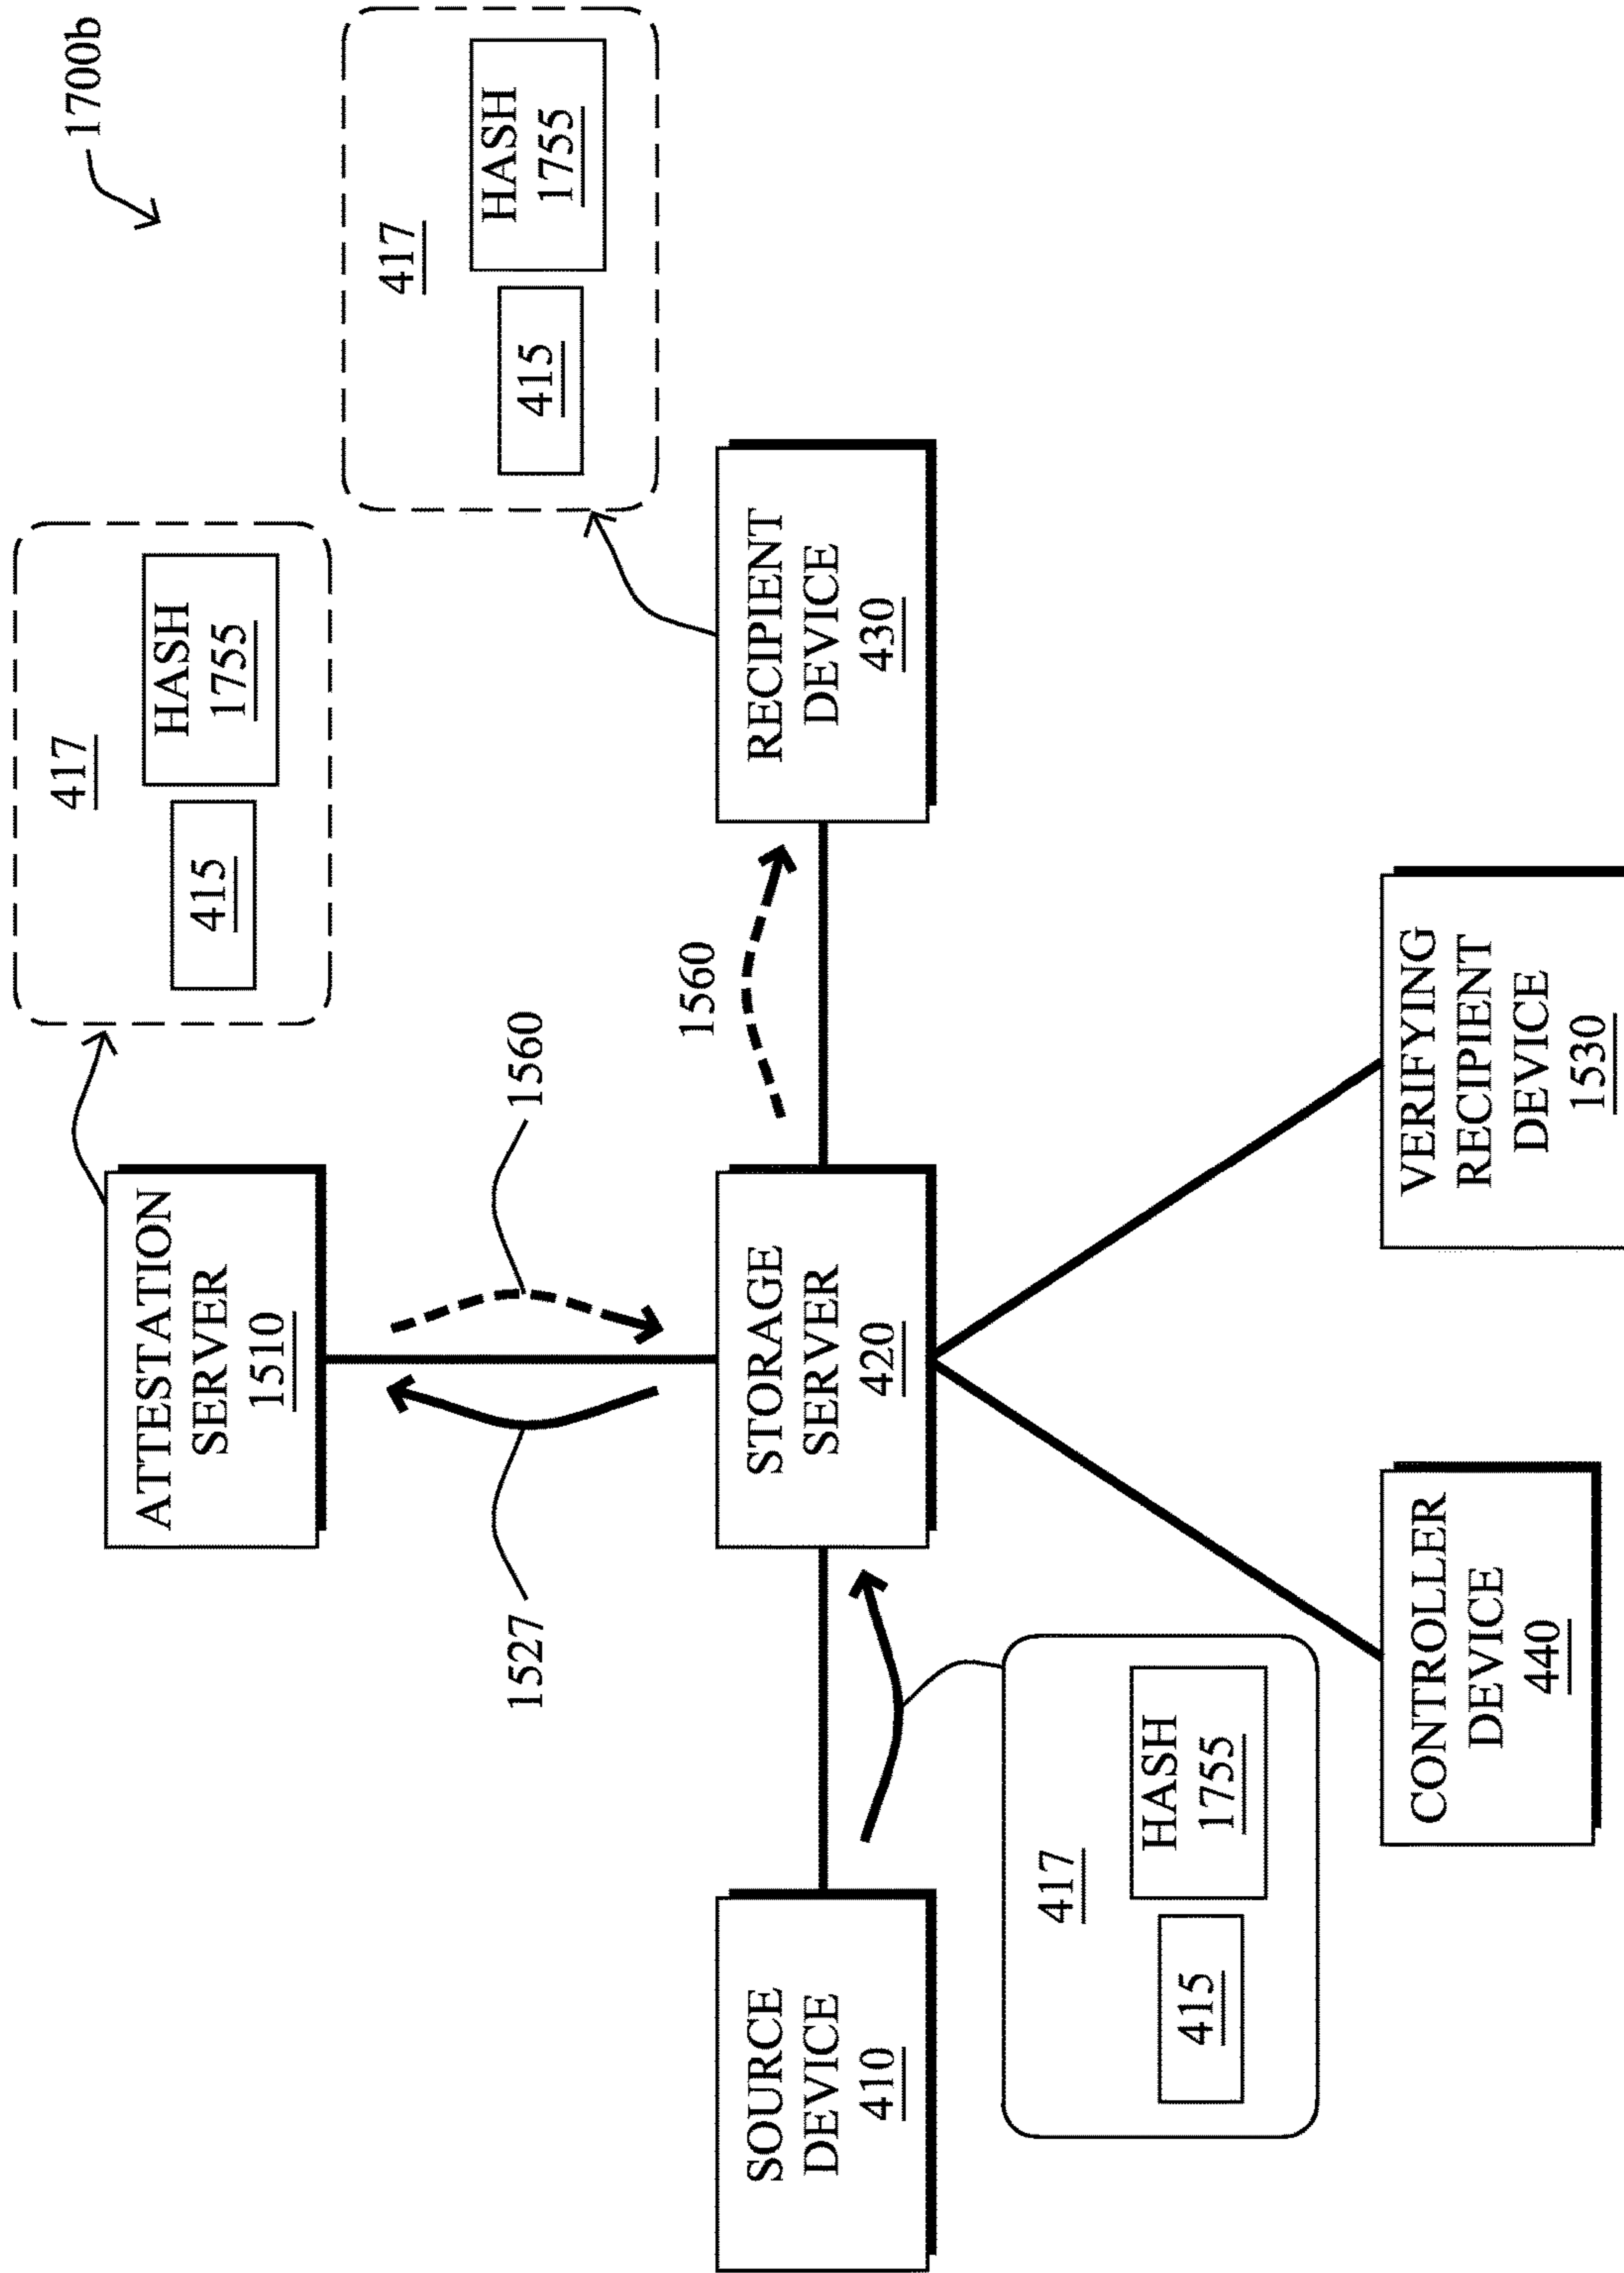 1700b
417
415
HASH
1755
ATTESTATION
SERVER
1510
1527
1560
417
415
HASH
1755
SOURCE
DEVICE
410
STORAGE
SERVER
420
1560
RECIPIENT
DEVICE
430
417
415
HASH
1755
CONTROLLER
DEVICE
440
VERIFYING
RECIPIENT
DEVICE
1530